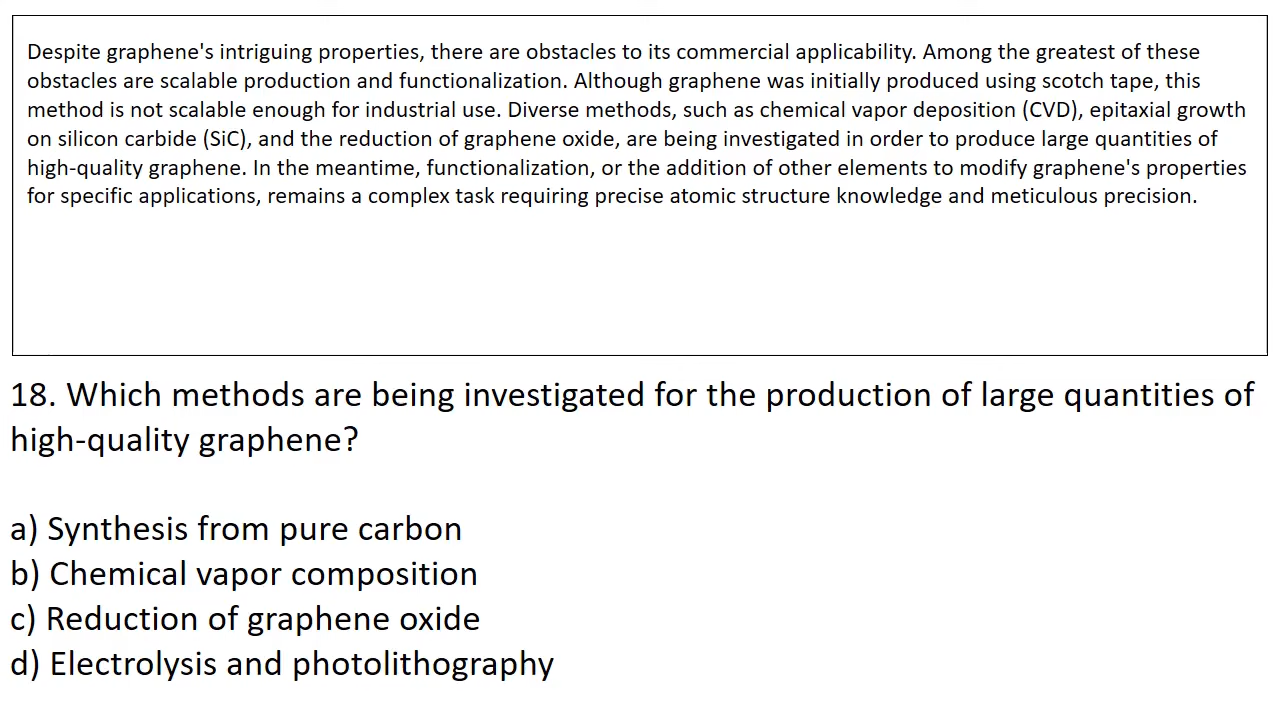 Despite graphene's intriguing properties, there are obstacles to its commercial applicability. Among the greatest of these
obstacles are scalable production and functionalization. Although graphene was initially produced using scotch tape, this
method is not scalable enough for industrial use. Diverse methods, such as chemical vapor deposition (CVD), epitaxial growth
on silicon carbide (SiC), and the reduction of graphene oxide, are being investigated in order to produce large quantities of
high-quality graphene. In the meantime, functionalization, or the addition of other elements to modify graphene's properties
for specific applications, remains a complex task requiring precise atomic structure knowledge and meticulous precision.
18. Which methods are being investigated for the production of large quantities of
high-quality graphene?
a) Synthesis from pure carbon
b) Chemical vapor composition
c) Reduction of graphene oxide
d) Electrolysis and photolithography